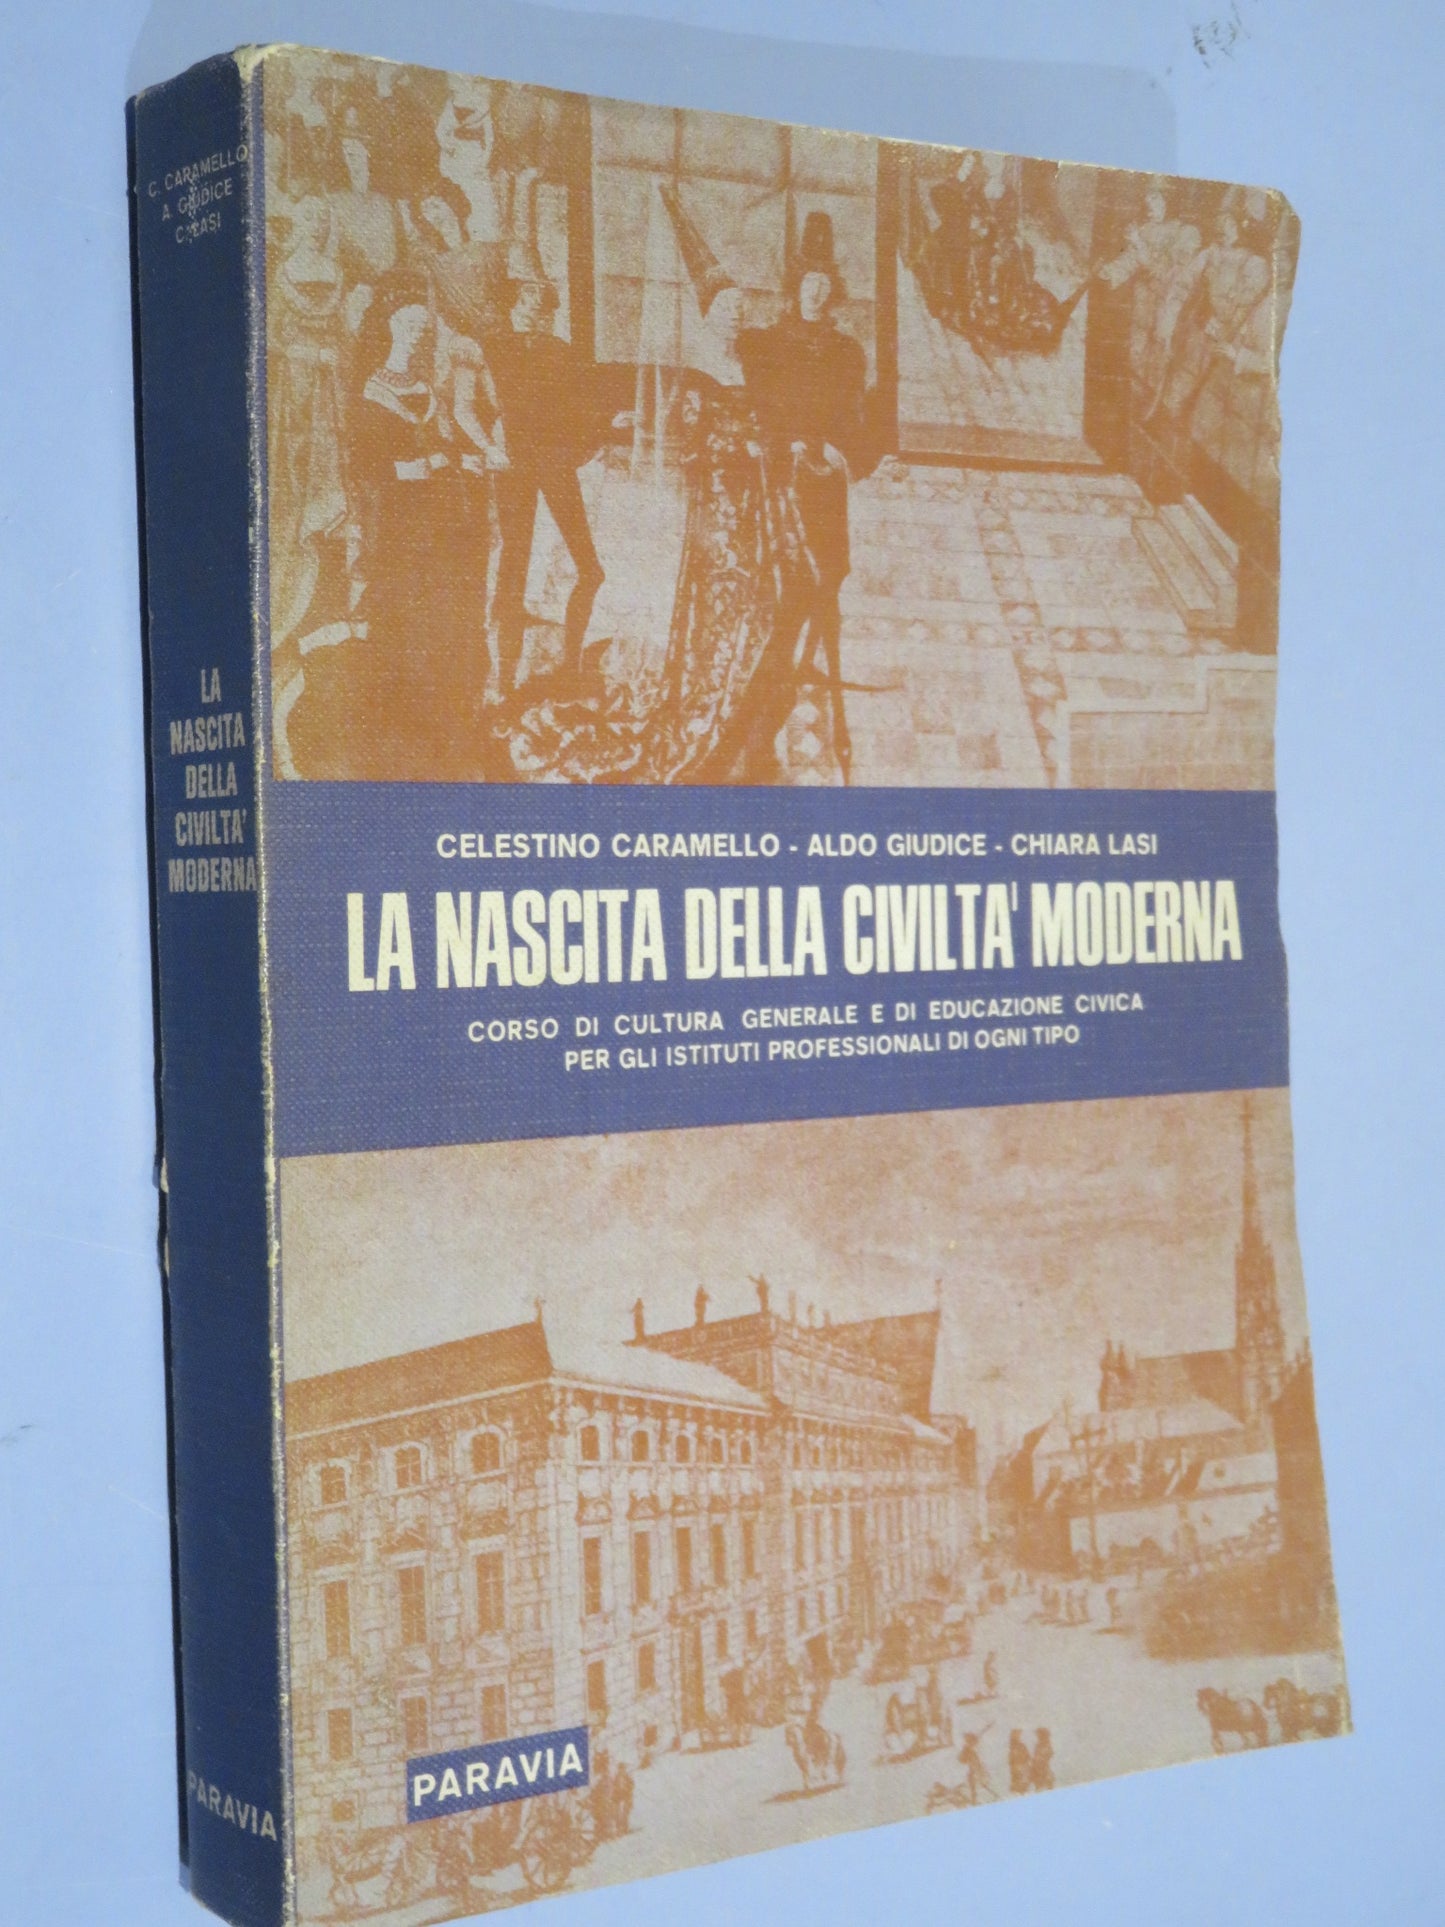 C. CARAMELLO
A. GIUDICE
C. LASI
LA
NASCITA
DELLA
CIVILTA'
MODERNA
PARAVIA
CELESTINO CARAMELLO - ALDO GIUDICE - CHIARA LASI
LA NASCITA DELLA CIVILTA' MODERNA
CORSO DI CULTURA GENERALE E DI EDUCAZIONE CIVICA
PER GLI ISTITUTI PROFESSIONALI DI OGNI TIPO
PARAVIA